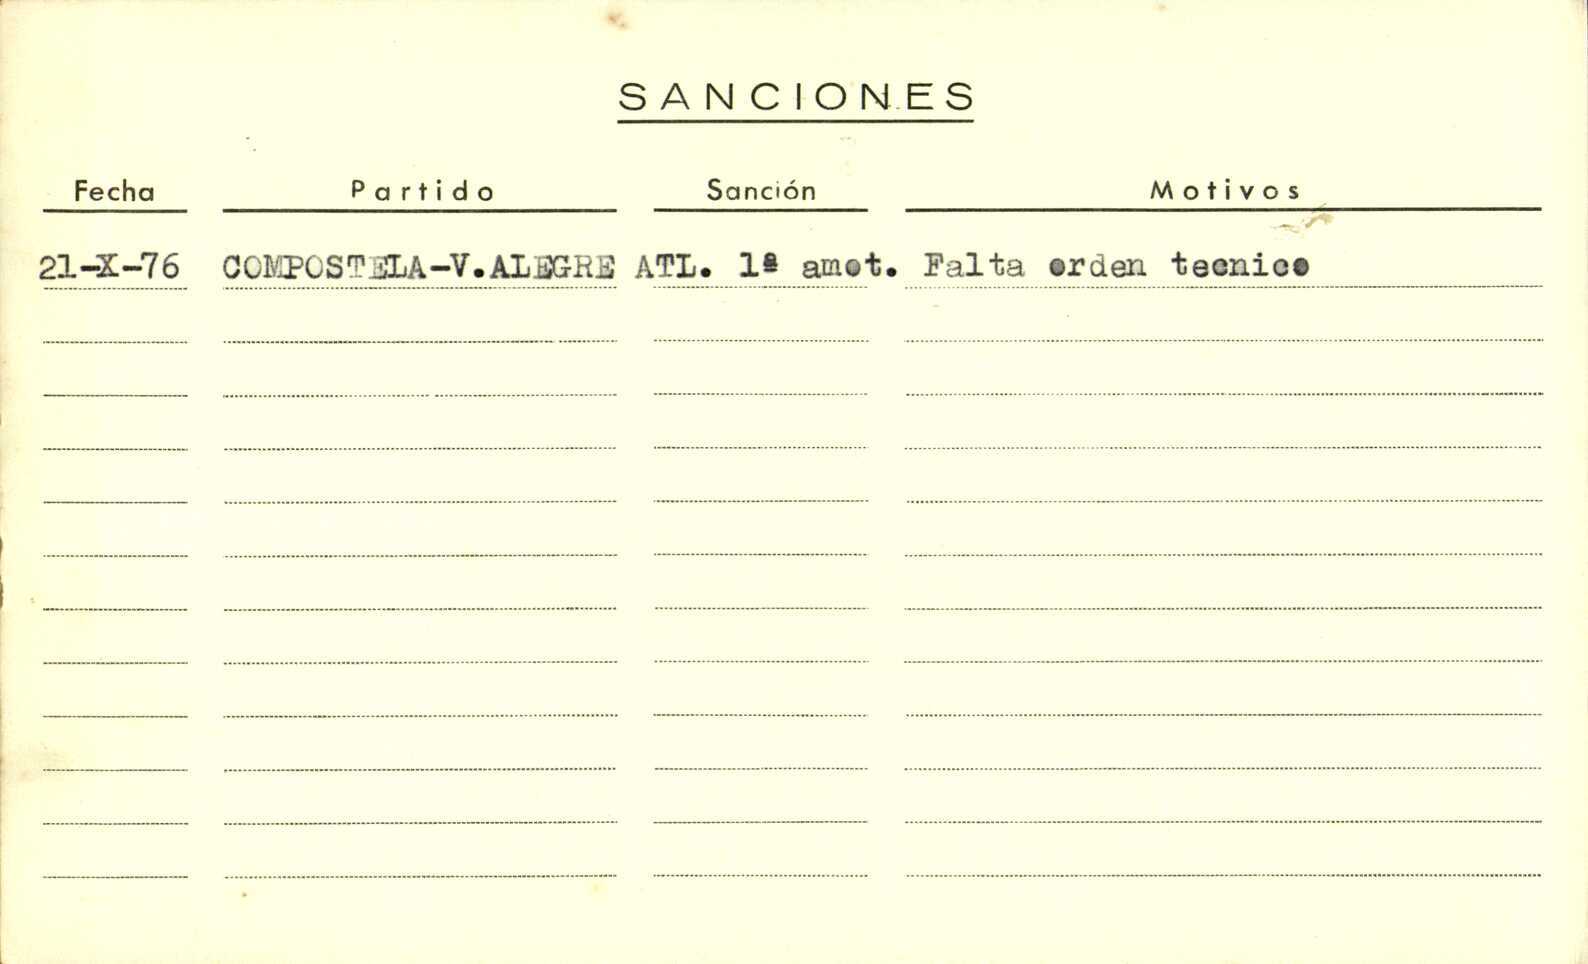 SANCIONES
Fecha Partido Sanción Motivos
21-X-76 COMPOSTELA-V.ALEGRE ATL. 1ª amot. Falta orden tecnico